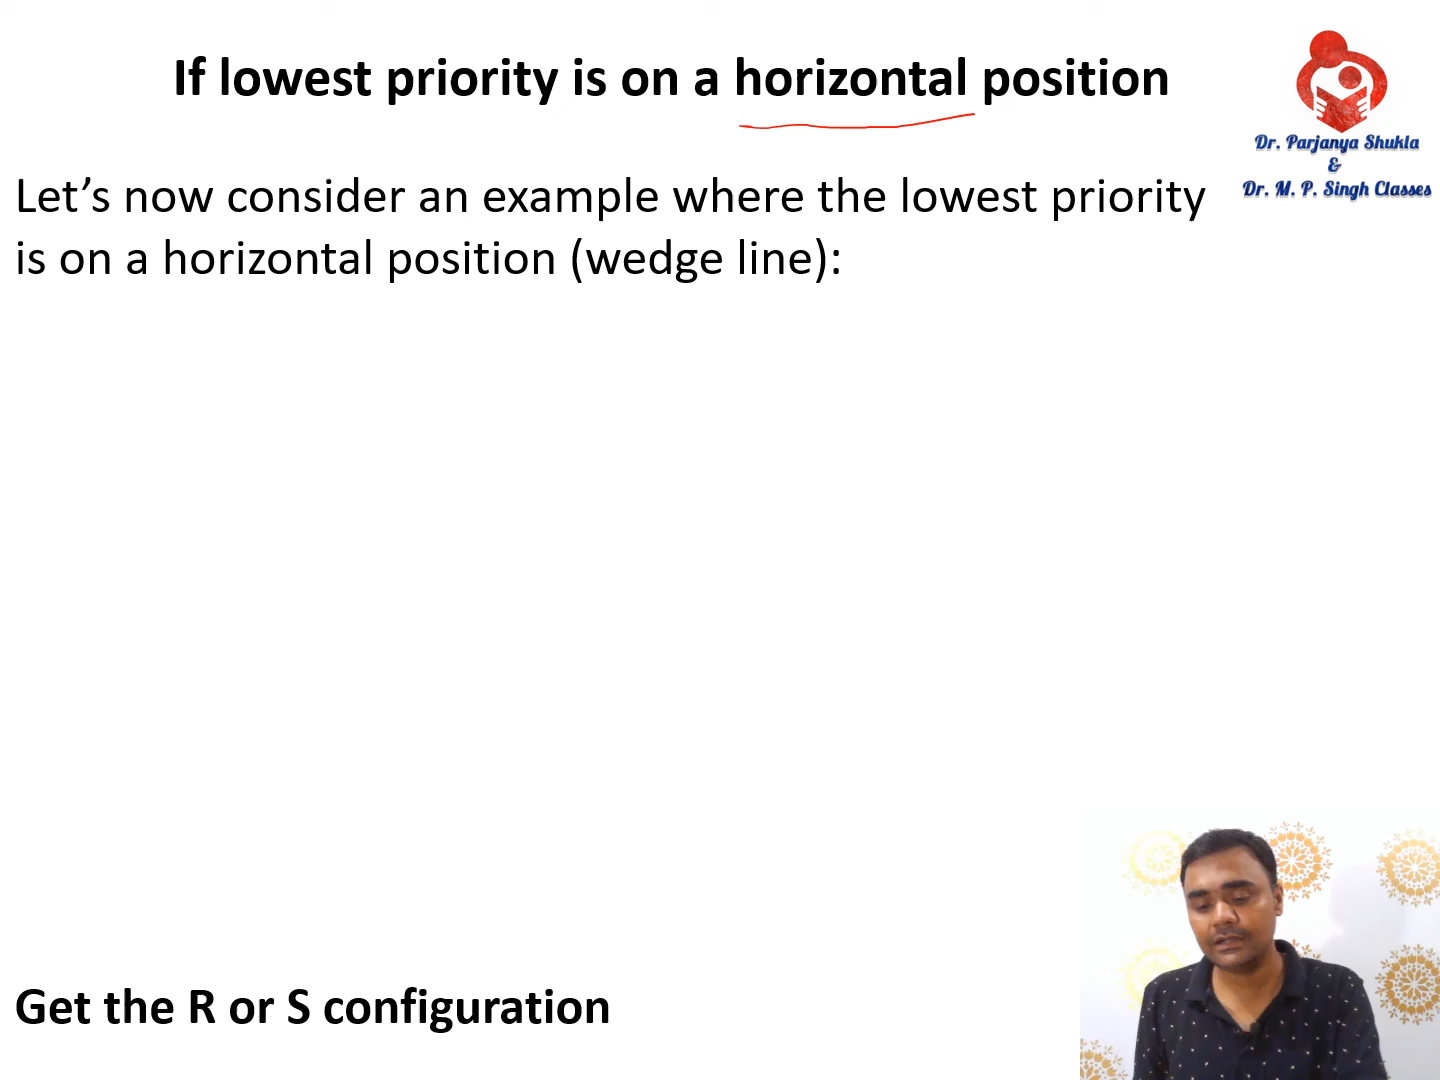 If lowest priority is on a horizontal position
Dr. Parjanya Shukla
&
Dr. M. P. Singh Classes
Let’s now consider an example where the lowest priority
is on a horizontal position (wedge line):
Get the R or S configuration